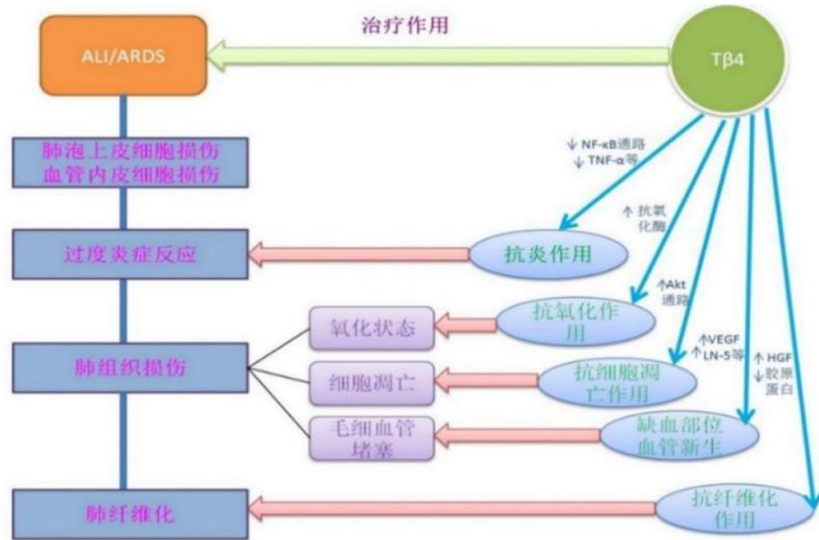 治疗作用
ALI/ARDS
Tβ4
肺泡上皮细胞损伤
血管内皮细胞损伤
↓ NF-κB通路
↓ TNF-α等
↑ 抗氧
化酶
过度炎症反应
抗炎作用
↑Akt
通路
氧化状态
抗氧化作
用
↑VEGF
↑LN-5等
↑ HGF
↓胶原
蛋白
肺组织损伤
细胞凋亡
抗细胞凋
亡作用
毛细血管
堵塞
缺血部位
血管新生
肺纤维化
抗纤维化
作用